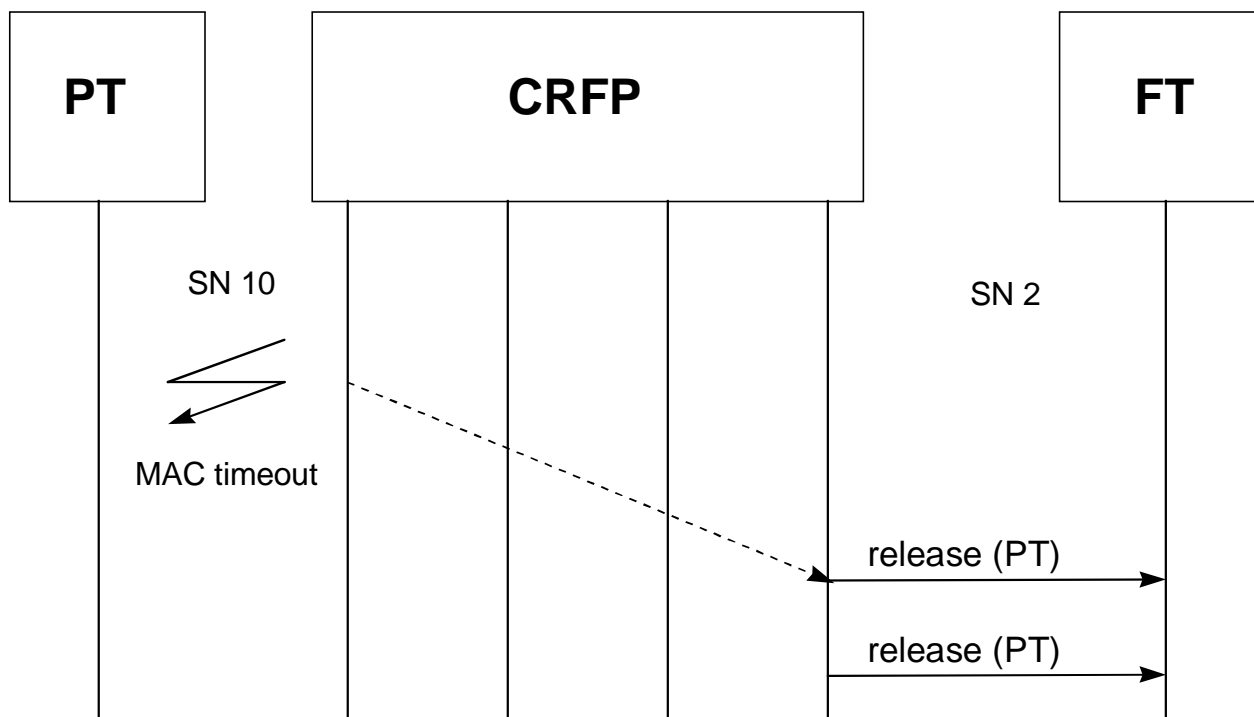 PT
CRFP
FT
SN 10
SN 2
MAC timeout
release (PT)
release (PT)